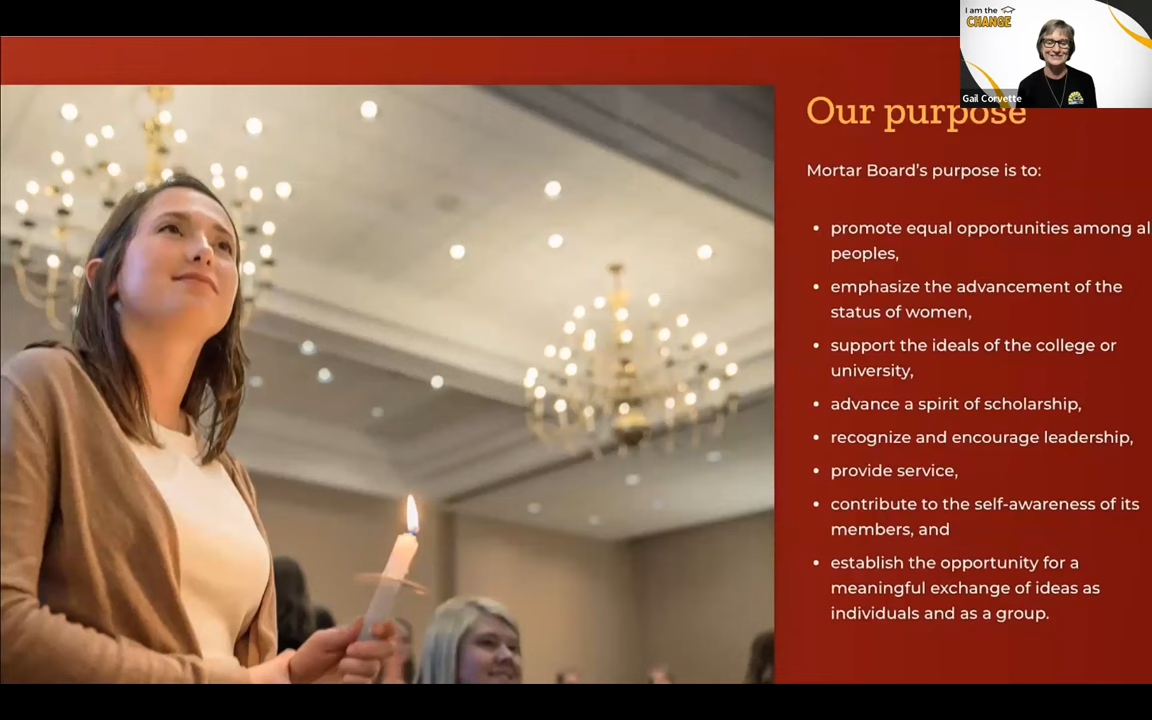 I am the
CHANGE
Gail Corvette
Our purpose
Mortar Board's purpose is to:
• promote equal opportunities among al
peoples,
• emphasize the advancement of the
status of women,
• support the ideals of the college or
university,
• advance a spirit of scholarship,
• recognize and encourage leadership,
• provide service,
• contribute to the self-awareness of its
members, and
• establish the opportunity for a
meaningful exchange of ideas as
individuals and as a group.